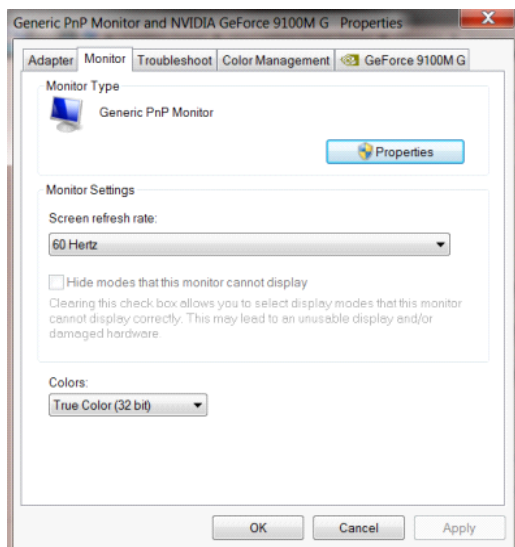 Generic PnP Monitor and NVIDIA GeForce 9100M G Properties
Adapter Monitor Troubleshoot Color Management GeForce 9100M G
Monitor Type
Generic PnP Monitor
Properties
Monitor Settings
Screen refresh rate:
60 Hertz
Hide modes that this monitor cannot display
Clearing this check box allows you to select display modes that this monitor
cannot display correctly. This may lead to an unusable display and/or
damaged hardware.
Colors:
True Color (32 bit)
OK Cancel Apply